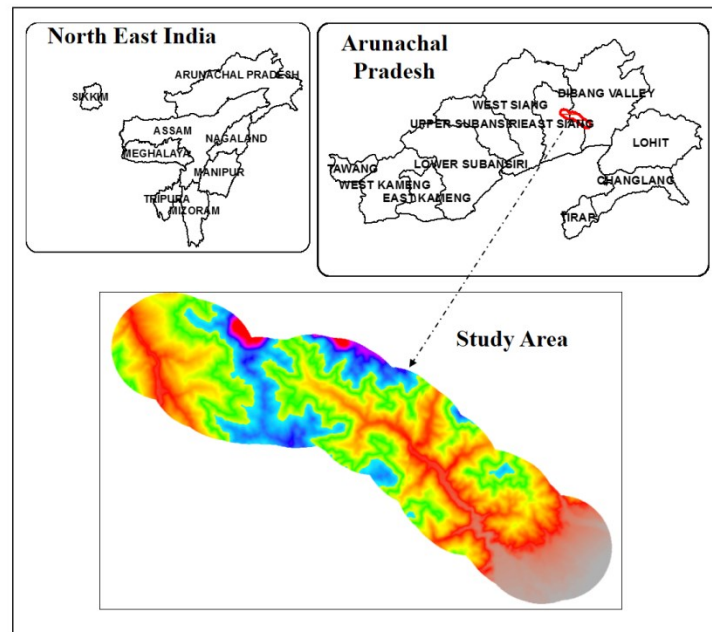 North East India
ARUNACHAL PRADESH
SIKKIM
ASSAM
NAGALAND
MEGHALAYA
MANIPUR
TRIPURA
MIZORAM
Arunachal
Pradesh
DIBANG VALLEY
WEST SIANG
UPPER SUBANSIRI
EAST SIANG
LOHIT
TAWANG
LOWER SUBANSIRI
WEST KAMENG
CHANGLANG
EAST KAMENG
TIRAP
Study Area